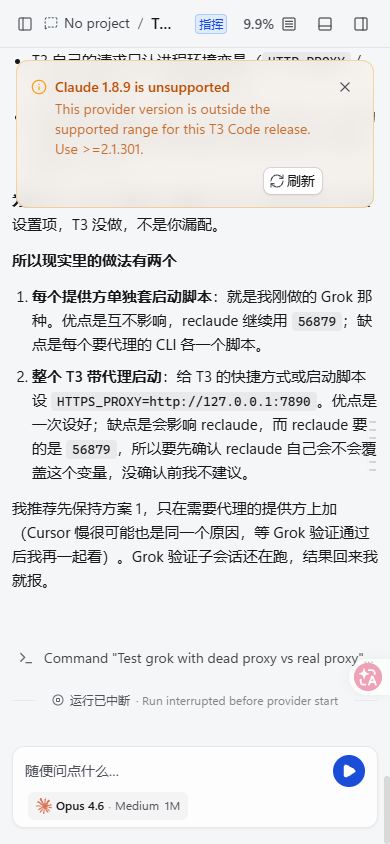 No project / T...
指挥
9.9%
T3 自己的请求只认进程环境变量（HTTP_PROXY /
Claude 1.8.9 is unsupported
This provider version is outside the
supported range for this T3 Code release.
Use >=2.1.301.
刷新
设置项，T3 没做，不是你漏配。
所以现实里的做法有两个
1. 每个提供方单独套启动脚本：就是我刚做的 Grok 那
种。优点是互不影响，reclaude 继续用 56879；缺
点是每个要代理的 CLI 各一个脚本。
2. 整个 T3 带代理启动：给 T3 的快捷方式或启动脚本
设 HTTPS_PROXY=http://127.0.0.1:7890。优点是
一次设好；缺点是会影响 reclaude，而 reclaude 要
的是 56879，所以要先确认 reclaude 自己会不会覆
盖这个变量，没确认前我不建议。
我推荐先保持方案 1，只在需要代理的提供方上加
（Cursor 慢很可能也是同一个原因，等 Grok 验证通过
后我再一起看）。Grok 验证子会话还在跑，结果回来我
就报。
Command "Test grok with dead proxy vs real proxy"...
运行已中断 · Run interrupted before provider start
随便问点什么...
Opus 4.6 · Medium 1M